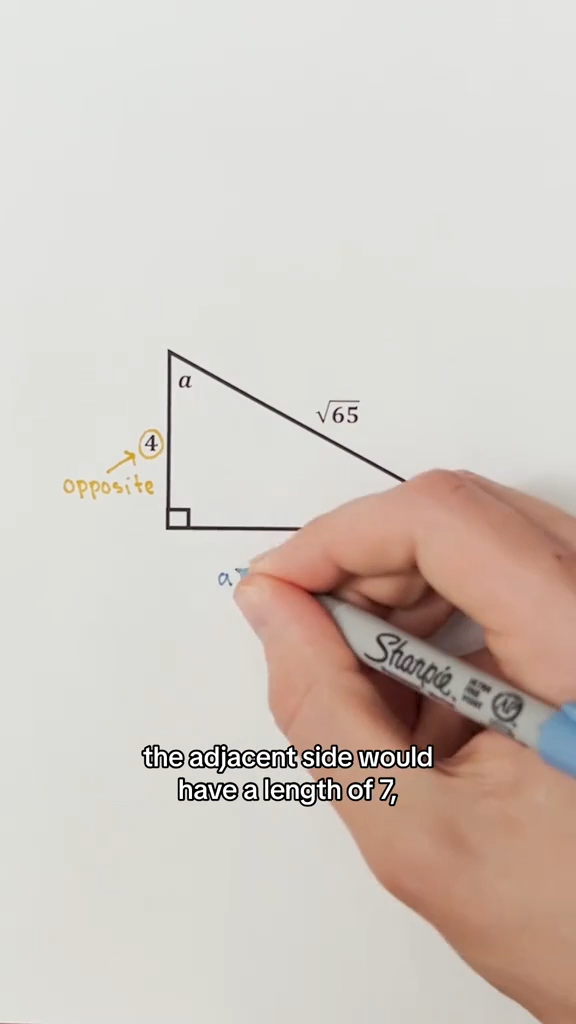 a
√65
4
opposite
a
Sharpie
the adjacent side would
have a length of 7,